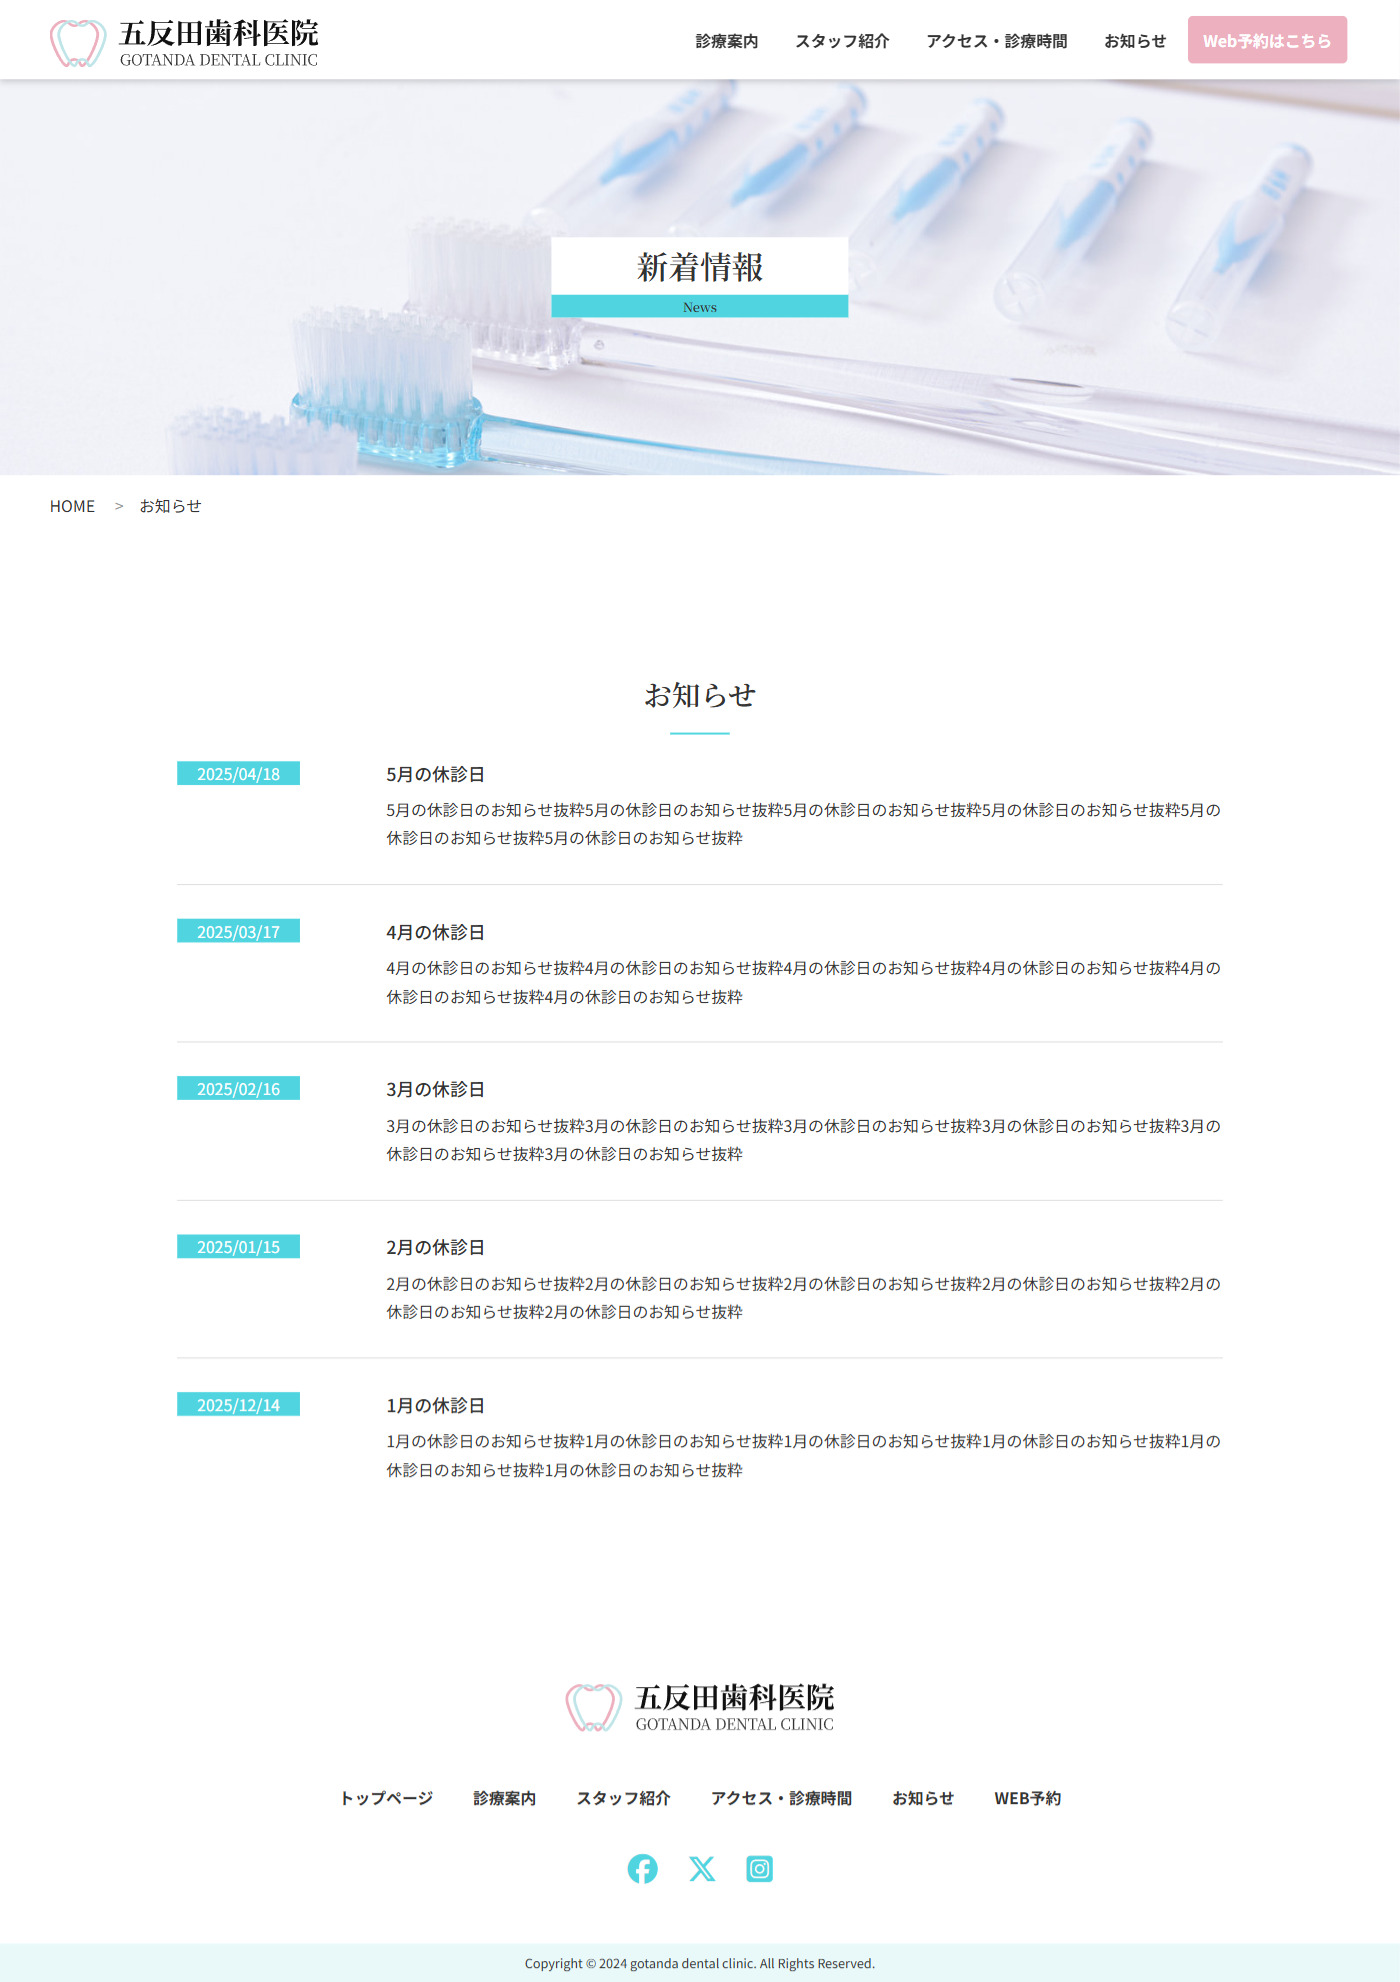 五反田歯科医院
GOTANDA DENTAL CLINIC
診療案内
スタッフ紹介
アクセス・診療時間
お知らせ
Web予約はこちら
新着情報
News
HOME > お知らせ
お知らせ
2025/04/18
5月の休診日
5月の休診日のお知らせ抜粋5月の休診日のお知らせ抜粋5月の休診日のお知らせ抜粋5月の休診日のお知らせ抜粋5月の
休診日のお知らせ抜粋5月の休診日のお知らせ抜粋
2025/03/17
4月の休診日
4月の休診日のお知らせ抜粋4月の休診日のお知らせ抜粋4月の休診日のお知らせ抜粋4月の休診日のお知らせ抜粋4月の
休診日のお知らせ抜粋4月の休診日のお知らせ抜粋
2025/02/16
3月の休診日
3月の休診日のお知らせ抜粋3月の休診日のお知らせ抜粋3月の休診日のお知らせ抜粋3月の休診日のお知らせ抜粋3月の
休診日のお知らせ抜粋3月の休診日のお知らせ抜粋
2025/01/15
2月の休診日
2月の休診日のお知らせ抜粋2月の休診日のお知らせ抜粋2月の休診日のお知らせ抜粋2月の休診日のお知らせ抜粋2月の
休診日のお知らせ抜粋2月の休診日のお知らせ抜粋
2025/12/14
1月の休診日
1月の休診日のお知らせ抜粋1月の休診日のお知らせ抜粋1月の休診日のお知らせ抜粋1月の休診日のお知らせ抜粋1月の
休診日のお知らせ抜粋1月の休診日のお知らせ抜粋
五反田歯科医院
GOTANDA DENTAL CLINIC
トップページ
診療案内
スタッフ紹介
アクセス・診療時間
お知らせ
WEB予約
Copyright © 2024 gotanda dental clinic. All Rights Reserved.